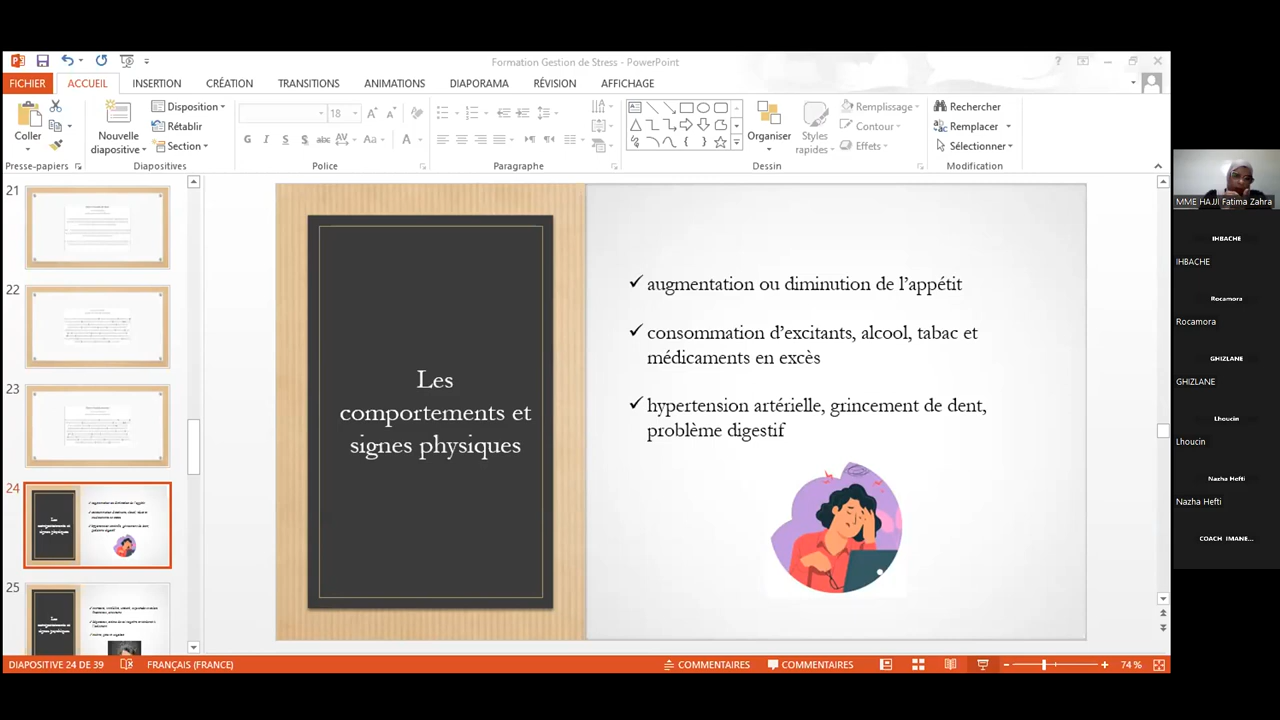 Formation Gestion de Stress - PowerPoint
FICHIER ACCUEIL INSERTION CRÉATION TRANSITIONS ANIMATIONS DIAPORAMA RÉVISION AFFICHAGE
Coller
Presse-papiers
Nouvelle
diapositive
Disposition
Rétablir
Section
Diapositives
18
G I S S abc AV Aa A
Police
Paragraphe
Organiser
Styles
rapides
Remplissage
Contour
Effets
Dessin
Rechercher
Remplacer
Sélectionner
Modification
21
22
23
24
25
Les
comportements et
signes physiques
✓ augmentation ou diminution de l’appétit
✓ consommation d’excitants, alcool, tabac et
médicaments en excès
✓ hypertension artérielle, grincement de dent,
problème digestif
MME HAJJI Fatima Zahra
IHBACHE
IHBACHE
Rocamora
Rocamora
GHIZLANE
GHIZLANE
Lhoucin
Lhoucin
Nazha Hefti
Nazha Hefti
COACH IMANE...
DIAPOSITIVE 24 DE 39 FRANÇAIS (FRANCE) COMMENTAIRES COMMENTAIRES 74 %